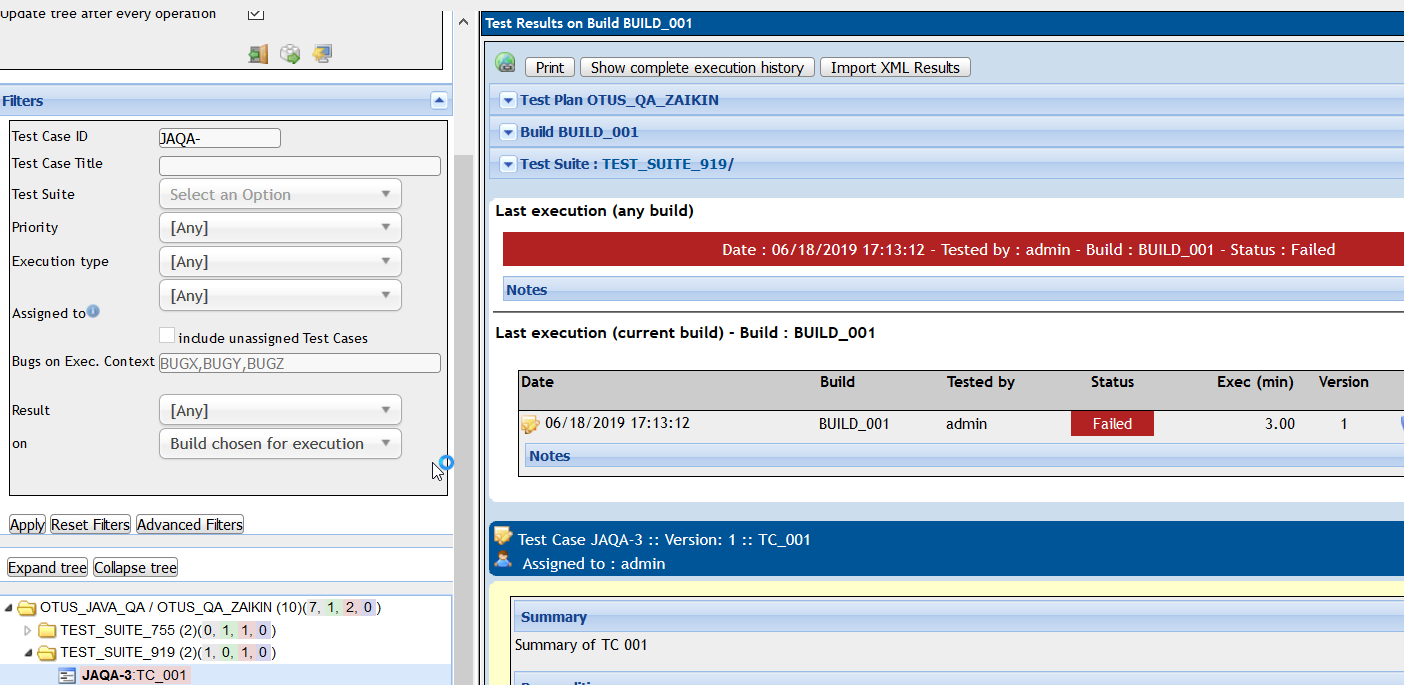 Update tree after every operation
Filters
Test Case ID JAQA-
Test Case Title
Test Suite Select an Option
Priority [Any]
Execution type [Any]
[Any]
Assigned to
include unassigned Test Cases
Bugs on Exec. Context BUGX,BUGY,BUGZ
Result [Any]
on Build chosen for execution
Apply Reset Filters Advanced Filters
Expand tree Collapse tree
OTUS_JAVA_QA / OTUS_QA_ZAIKIN (10)(7, 1, 2, 0)
TEST_SUITE_755 (2)(0, 1, 1, 0)
TEST_SUITE_919 (2)(1, 0, 1, 0)
JAQA-3:TC_001
Test Results on Build BUILD_001
Print Show complete execution history Import XML Results
Test Plan OTUS_QA_ZAIKIN
Build BUILD_001
Test Suite : TEST_SUITE_919/
Last execution (any build)
Date : 06/18/2019 17:13:12 - Tested by : admin - Build : BUILD_001 - Status : Failed
Notes
Last execution (current build) - Build : BUILD_001
Date Build Tested by Status Exec (min) Version
06/18/2019 17:13:12 BUILD_001 admin Failed 3.00 1
Notes
Test Case JAQA-3 :: Version: 1 :: TC_001
Assigned to : admin
Summary
Summary of TC 001